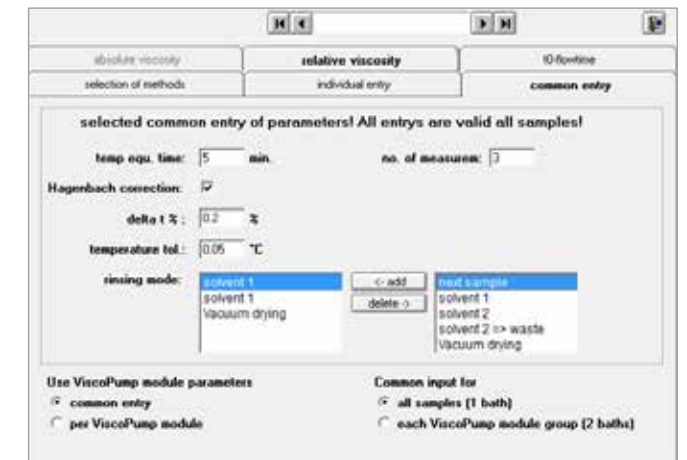 absolute viscosity relative viscosity t0-flowtime
selection of methods individual entry common entry
selected common entry of parameters! All entrys are valid all samples!
temp equ. time: 5 min. no. of measurem: 3
Hagenbach correction:
delta t % : 0.2 %
temperature tol.: 0.05 °C
rinsing mode: solvent 1 <- add next sample
solvent 1 delete -> solvent 1
Vacuum drying solvent 2
solvent 2 => waste
Vacuum drying
Use ViscoPump module parameters Common input for
common entry all samples (1 bath)
per ViscoPump module each ViscoPump module group (2 baths)